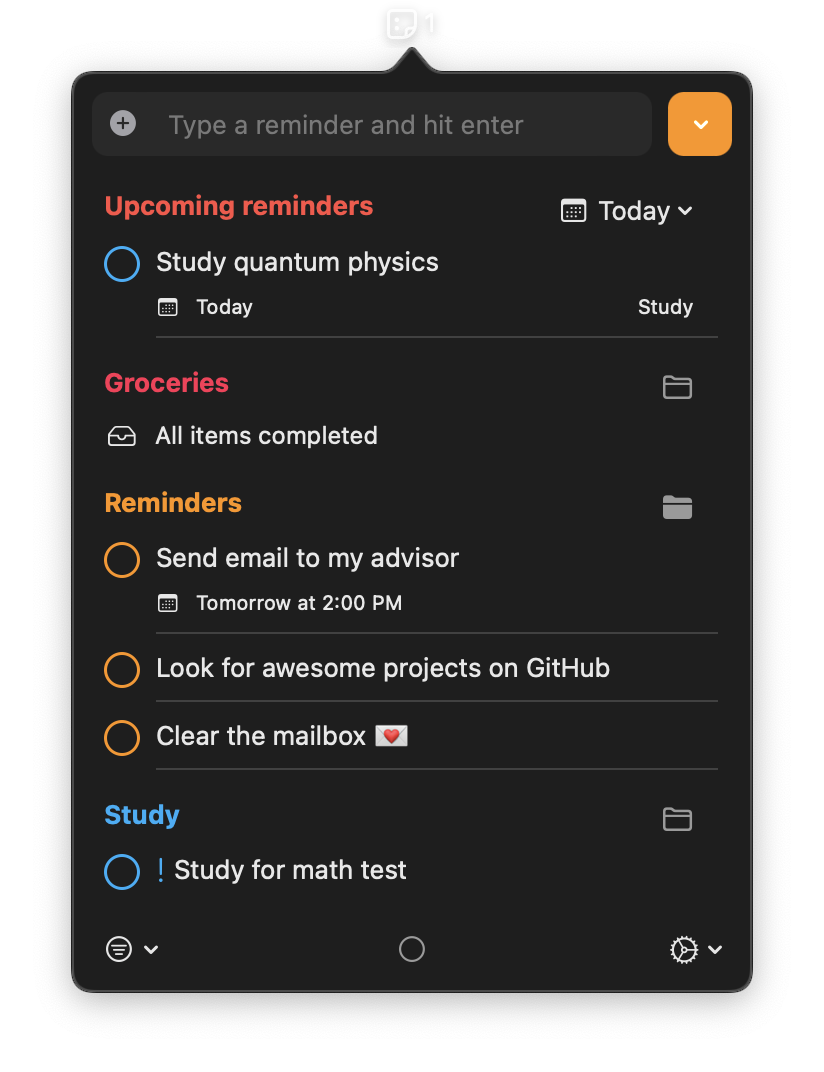 1
Type a reminder and hit enter
Upcoming reminders
Today
Study quantum physics
Today
Study
Groceries
All items completed
Reminders
Send email to my advisor
Tomorrow at 2:00 PM
Look for awesome projects on GitHub
Clear the mailbox 💌
Study
! Study for math test